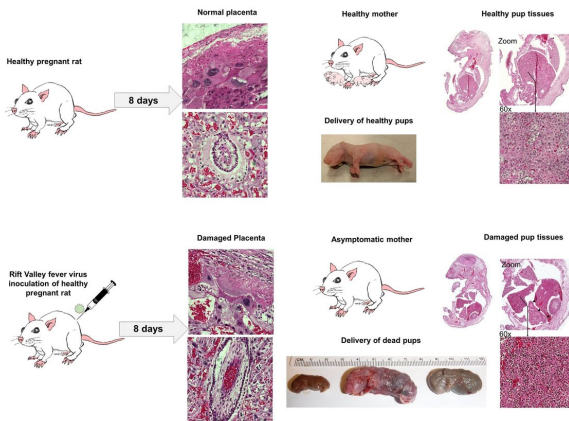 Normal placenta
Healthy mother
Healthy pup tissues
Healthy pregnant rat
Zoom
8 days
60x
Delivery of healthy pups
Damaged Placenta
Asymptomatic mother
Damaged pup tissues
Rift Valley fever virus
inoculation of healthy
pregnant rat
Zoom
8 days
60x
Delivery of dead pups
CM